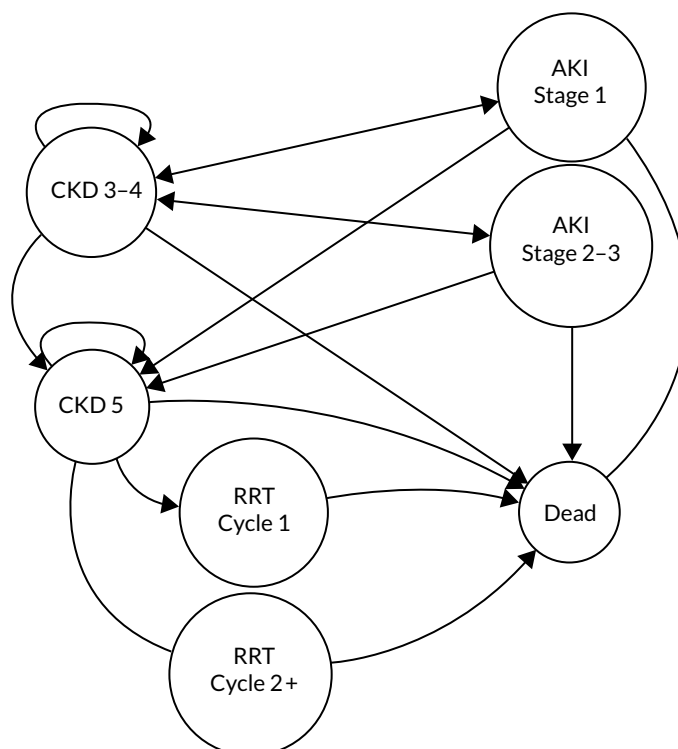 AKI
Stage 1
CKD 3–4
AKI
Stage 2–3
CKD 5
RRT
Cycle 1
Dead
RRT
Cycle 2+